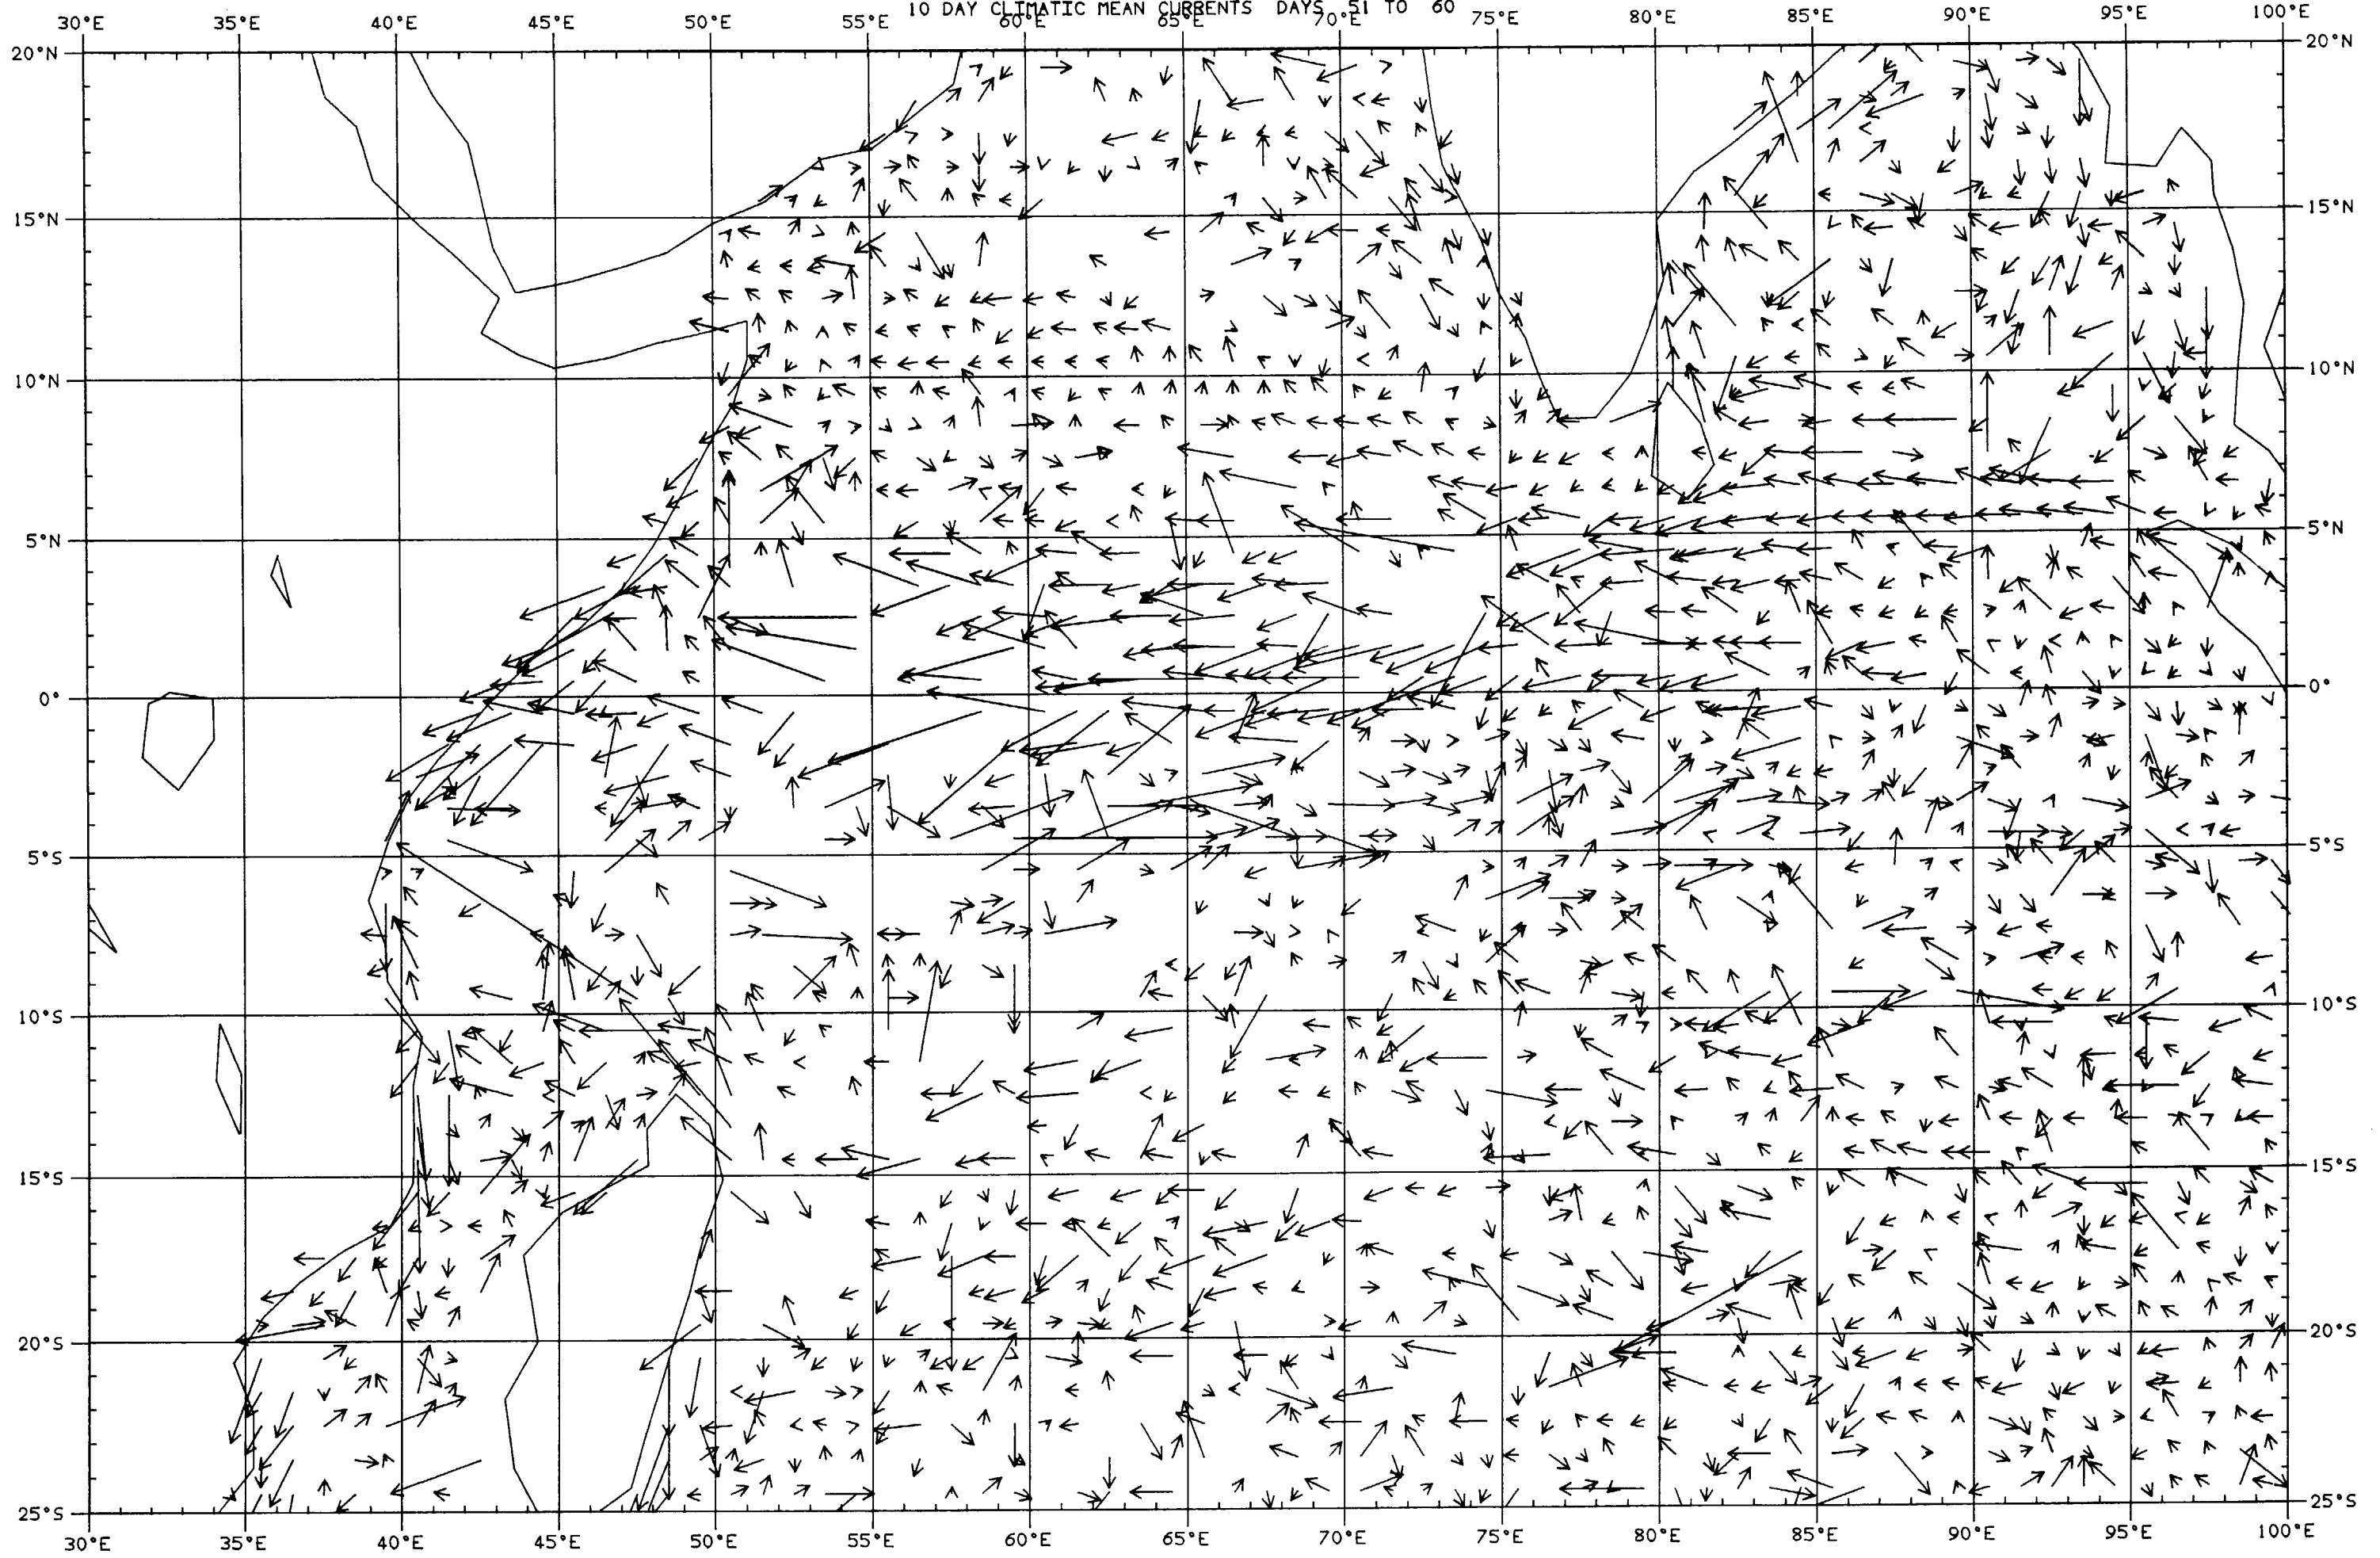 10 DAY CLIMATIC MEAN CURRENTS DAYS 51 TO 60
30°E 35°E 40°E 45°E 50°E 55°E 60°E 65°E 70°E 75°E 80°E 85°E 90°E 95°E 100°E
20°N 20°N
15°N 15°N
10°N 10°N
5°N 5°N
0° 0°
5°S 5°S
10°S 10°S
15°S 15°S
20°S 20°S
25°S 25°S
30°E 35°E 40°E 45°E 50°E 55°E 60°E 65°E 70°E 75°E 80°E 85°E 90°E 95°E 100°E